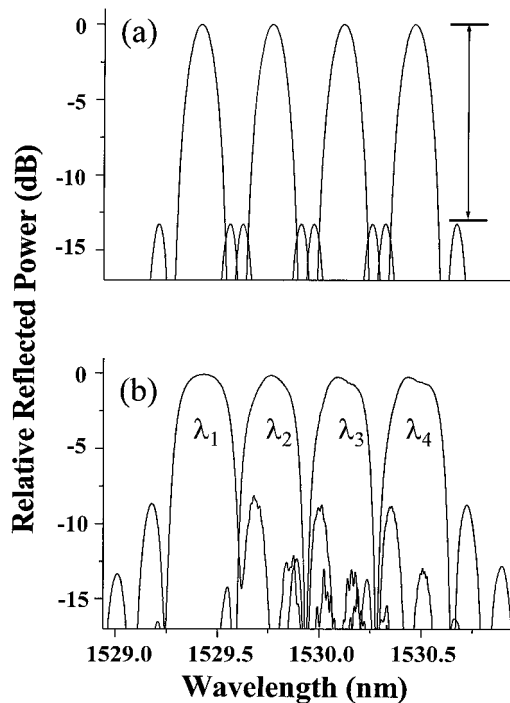 (a)
0
-5
-10
-15
Relative Reflected Power (dB)
(b)
0
-5
-10
-15
λ1 λ2 λ3 λ4
1529.0 1529.5 1530.0 1530.5
Wavelength (nm)